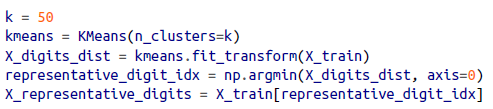 k = 50
kmeans = KMeans(n_clusters=k)
X_digits_dist = kmeans.fit_transform(X_train)
representative_digit_idx = np.argmin(X_digits_dist, axis=0)
X_representative_digits = X_train[representative_digit_idx]